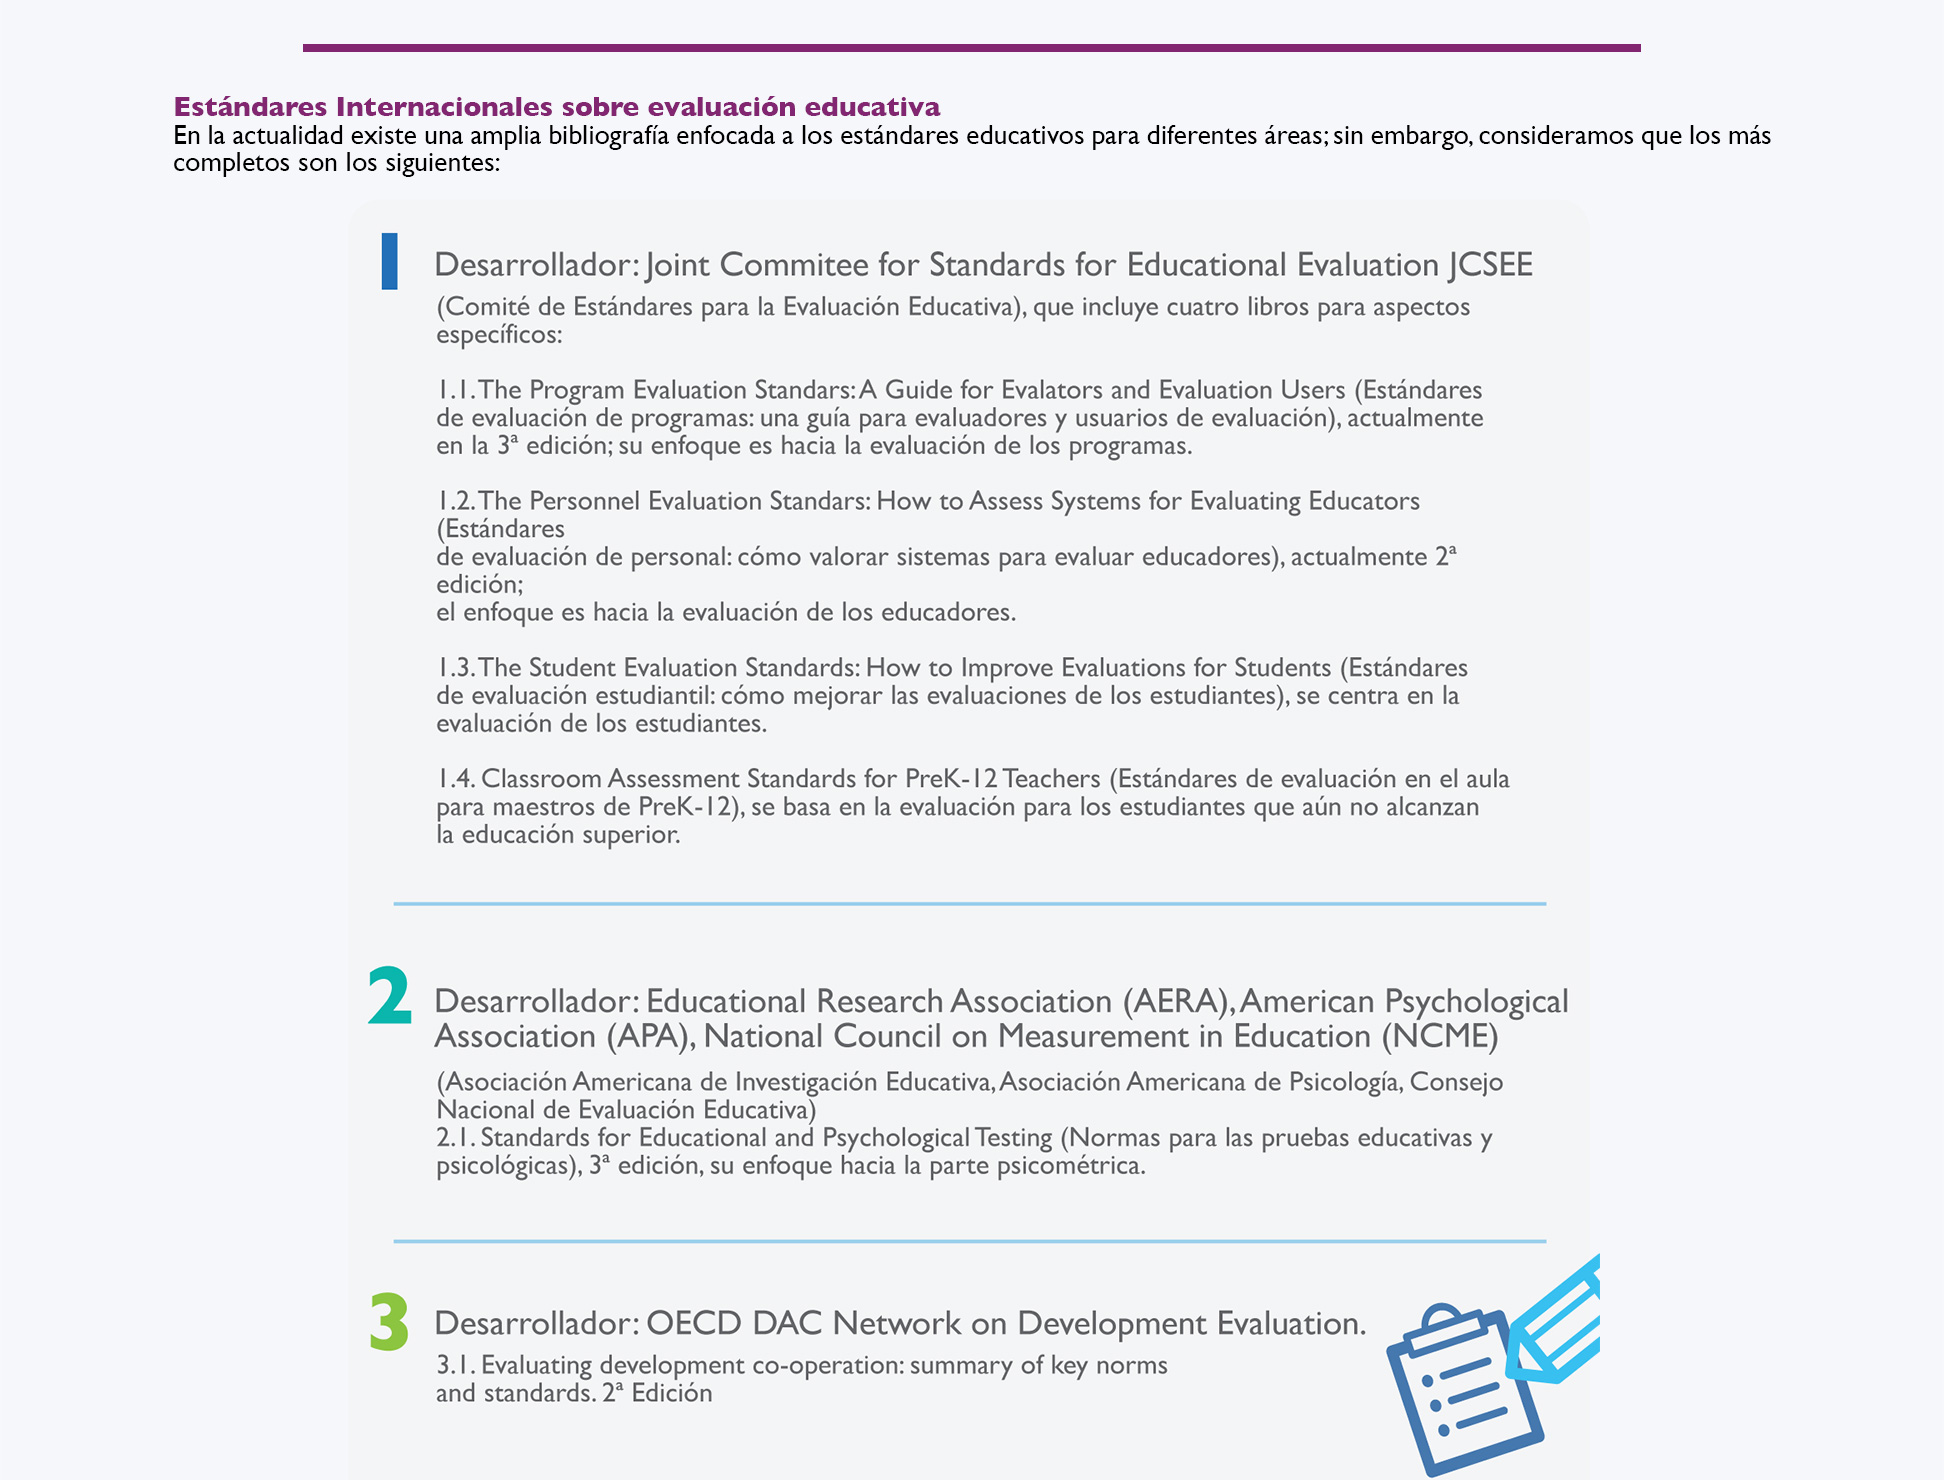 Estándares Internacionales sobre evaluación educativa
En la actualidad existe una amplia bibliografía enfocada a los estándares educativos para diferentes áreas; sin embargo, consideramos que los más
completos son los siguientes:
1
Desarrollador: Joint Commitee for Standards for Educational Evaluation JCSEE
(Comité de Estándares para la Evaluación Educativa), que incluye cuatro libros para aspectos
específicos:
1.1. The Program Evaluation Standars: A Guide for Evalators and Evaluation Users (Estándares
de evaluación de programas: una guía para evaluadores y usuarios de evaluación), actualmente
en la 3ª edición; su enfoque es hacia la evaluación de los programas.
1.2. The Personnel Evaluation Standars: How to Assess Systems for Evaluating Educators
(Estándares
de evaluación de personal: cómo valorar sistemas para evaluar educadores), actualmente 2ª
edición;
el enfoque es hacia la evaluación de los educadores.
1.3. The Student Evaluation Standards: How to Improve Evaluations for Students (Estándares
de evaluación estudiantil: cómo mejorar las evaluaciones de los estudiantes), se centra en la
evaluación de los estudiantes.
1.4. Classroom Assessment Standards for PreK-12 Teachers (Estándares de evaluación en el aula
para maestros de PreK-12), se basa en la evaluación para los estudiantes que aún no alcanzan
la educación superior.
2
Desarrollador: Educational Research Association (AERA), American Psychological
Association (APA), National Council on Measurement in Education (NCME)
(Asociación Americana de Investigación Educativa, Asociación Americana de Psicología, Consejo
Nacional de Evaluación Educativa)
2.1. Standards for Educational and Psychological Testing (Normas para las pruebas educativas y
psicológicas), 3ª edición, su enfoque hacia la parte psicométrica.
3
Desarrollador: OECD DAC Network on Development Evaluation.
3.1. Evaluating development co-operation: summary of key norms
and standards. 2ª Edición